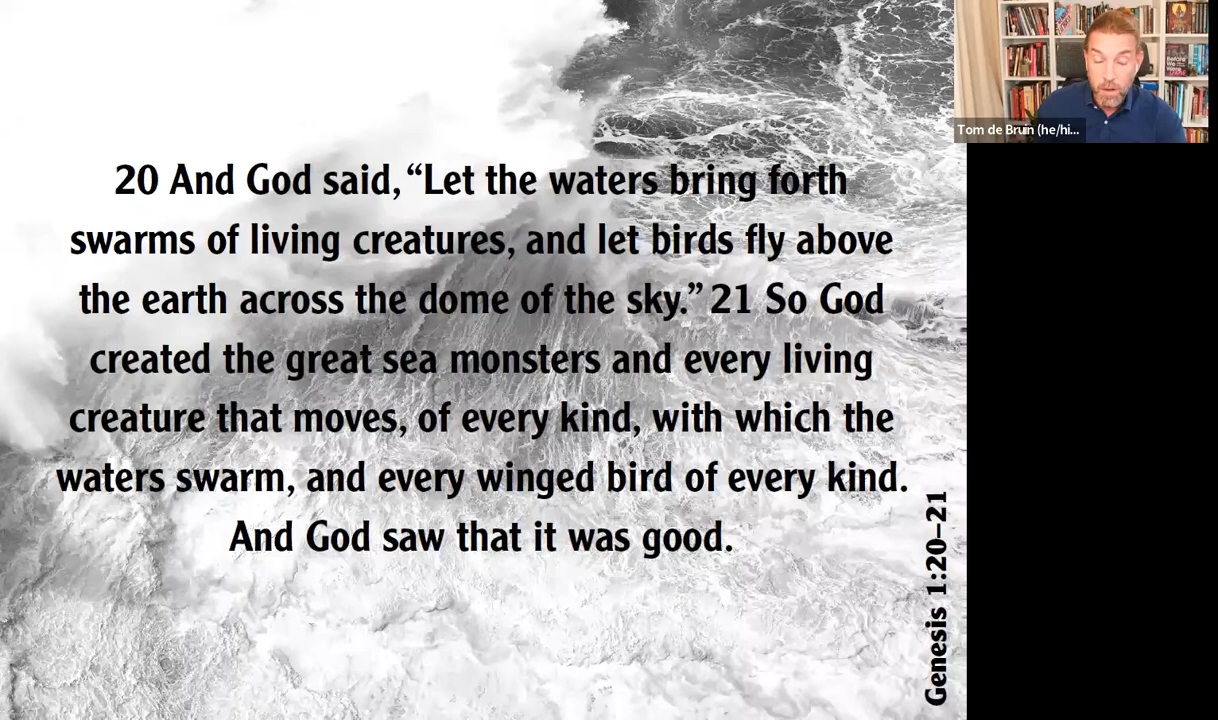 20 And God said, “Let the waters bring forth
swarms of living creatures, and let birds fly above
the earth across the dome of the sky.” 21 So God
created the great sea monsters and every living
creature that moves, of every kind, with which the
waters swarm, and every winged bird of every kind.
And God saw that it was good.
Genesis 1:20–21
Tom de Bruin (he/hi...